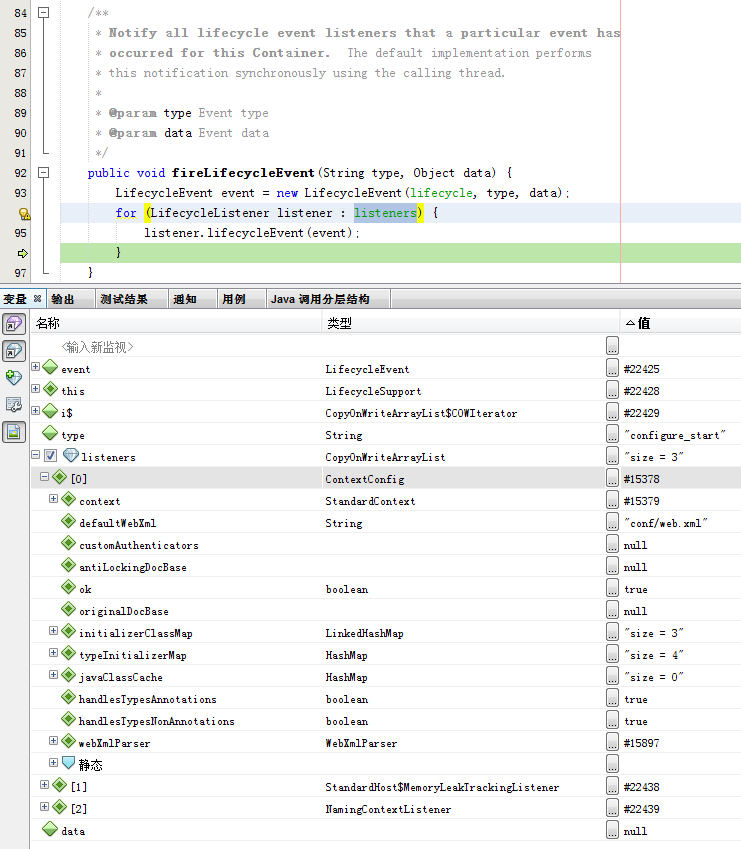 84 /**
85 * Notify all lifecycle event listeners that a particular event has
86 * occurred for this Container. The default implementation performs
87 * this notification synchronously using the calling thread.
88 *
89 * @param type Event type
90 * @param data Event data
91 */
92 public void fireLifecycleEvent(String type, Object data) {
93 LifecycleEvent event = new LifecycleEvent(lifecycle, type, data);
for (LifecycleListener listener : listeners) {
95 listener.lifecycleEvent(event);
}
97 }
变量 输出 测试结果 通知 用例 Java 调用分层结构
名称 类型 值
<输入新监视> ...
event LifecycleEvent ... #22425
this LifecycleSupport ... #22428
i$ CopyOnWriteArrayList$COWIterator ... #22429
type String ... "configure_start"
listeners CopyOnWriteArrayList ... "size = 3"
[0] ContextConfig ... #15378
context StandardContext ... #15379
defaultWebXml String ... "conf/web.xml"
customAuthenticators ... null
antiLockingDocBase ... null
ok boolean ... true
originalDocBase ... null
initializerClassMap LinkedHashMap ... "size = 3"
typeInitializerMap HashMap ... "size = 4"
javaClassCache HashMap ... "size = 0"
handlesTypesAnnotations boolean ... true
handlesTypesNonAnnotations boolean ... true
webXmlParser WebXmlParser ... #15897
静态 ...
[1] StandardHost$MemoryLeakTrackingListener ... #22438
[2] NamingContextListener ... #22439
data ... null